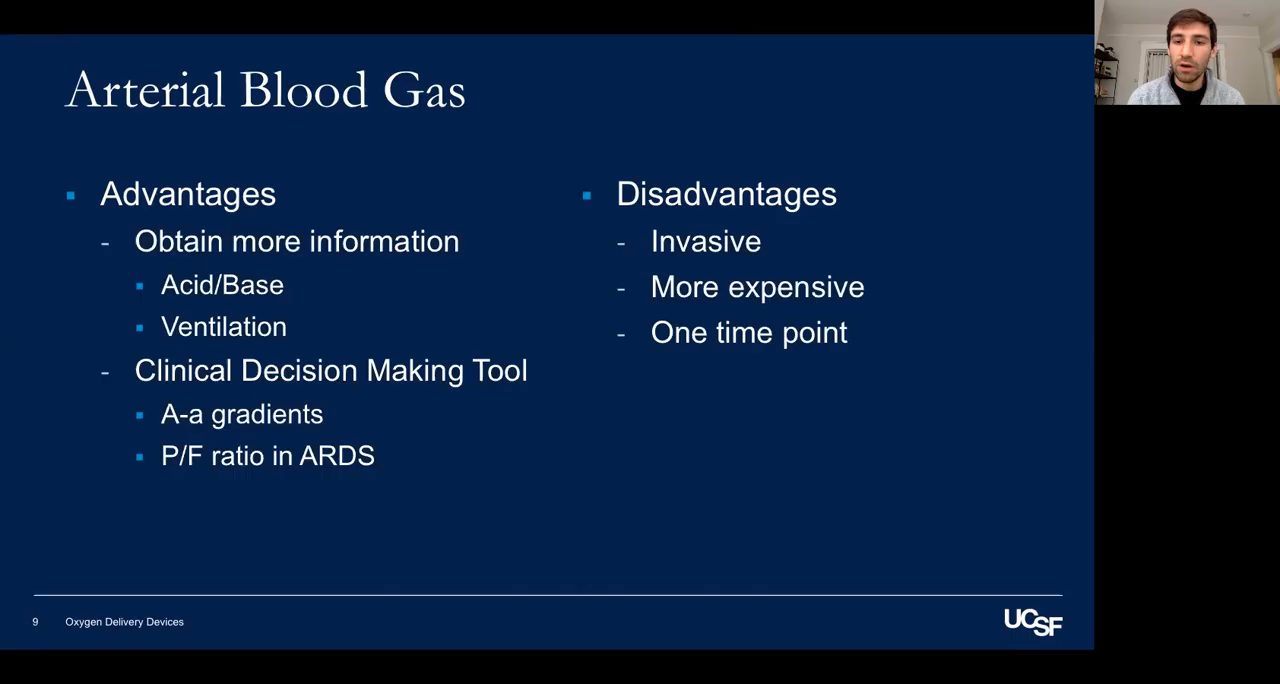 Arterial Blood Gas
Advantages
- Obtain more information
Acid/Base
Ventilation
- Clinical Decision Making Tool
A-a gradients
P/F ratio in ARDS
Disadvantages
- Invasive
- More expensive
- One time point
9 Oxygen Delivery Devices
UCSF